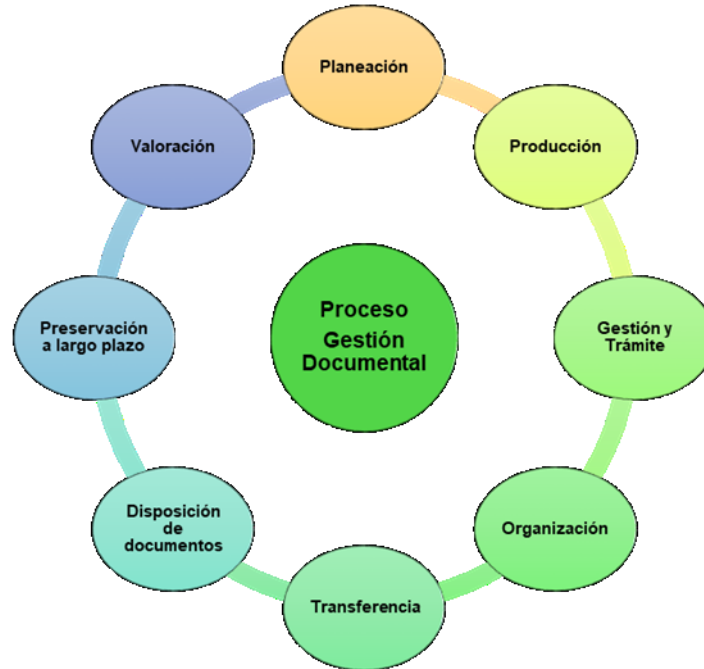 Planeación
Producción
Gestión y
Trámite
Organización
Transferencia
Disposición
de
documentos
Preservación
a largo plazo
Valoración
Proceso
Gestión
Documental